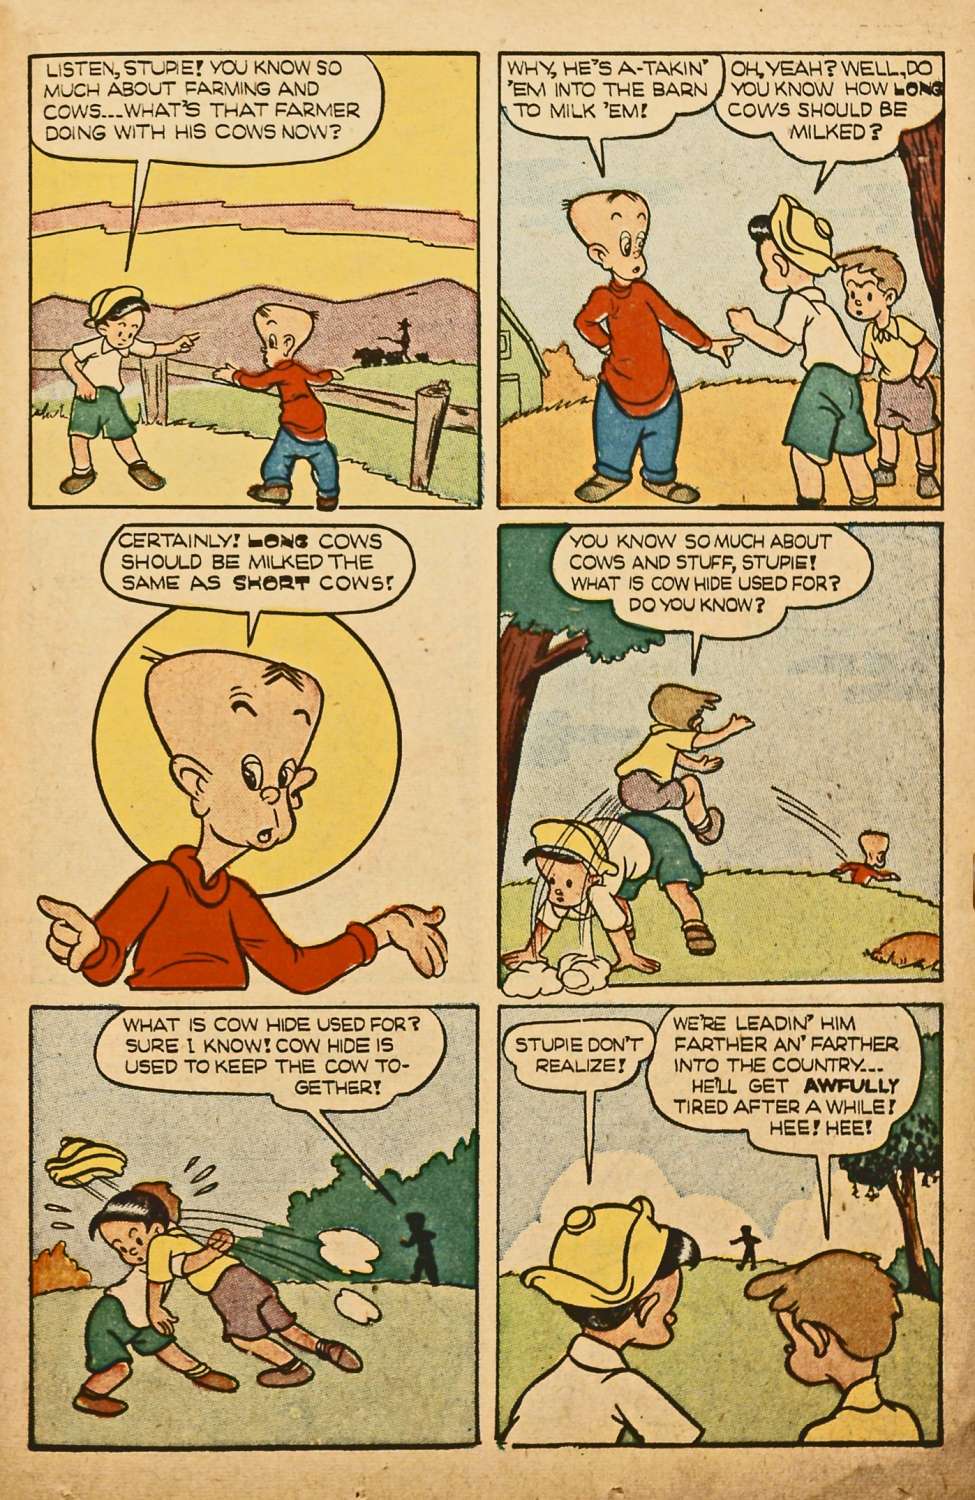 LISTEN, STUPIE! YOU KNOW SO
MUCH ABOUT FARMING AND
COWS...WHAT'S THAT FARMER
DOING WITH HIS COWS NOW?
WHY, HE'S A-TAKIN'
'EM INTO THE BARN
TO MILK 'EM!
OH, YEAH? WELL, DO
YOU KNOW HOW LONG
COWS SHOULD BE
MILKED?
CERTAINLY! LONG COWS
SHOULD BE MILKED THE
SAME AS SHORT COWS!
YOU KNOW SO MUCH ABOUT
COWS AND STUFF, STUPIE!
WHAT IS COW HIDE USED FOR?
DO YOU KNOW?
WHAT IS COW HIDE USED FOR?
SURE I KNOW! COW HIDE IS
USED TO KEEP THE COW TO-
GETHER!
STUPIE DON'T
REALIZE!
WE'RE LEADIN' HIM
FARTHER AN' FARTHER
INTO THE COUNTRY...
HE'LL GET AWFULLY
TIRED AFTER A WHILE!
HEE! HEE!